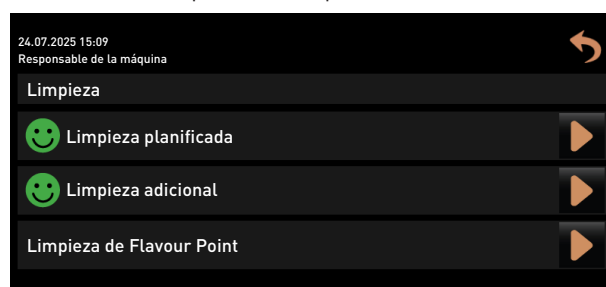 24.07.2025 15:09
Responsable de la máquina
Limpieza
Limpieza planificada
Limpieza adicional
Limpieza de Flavour Point